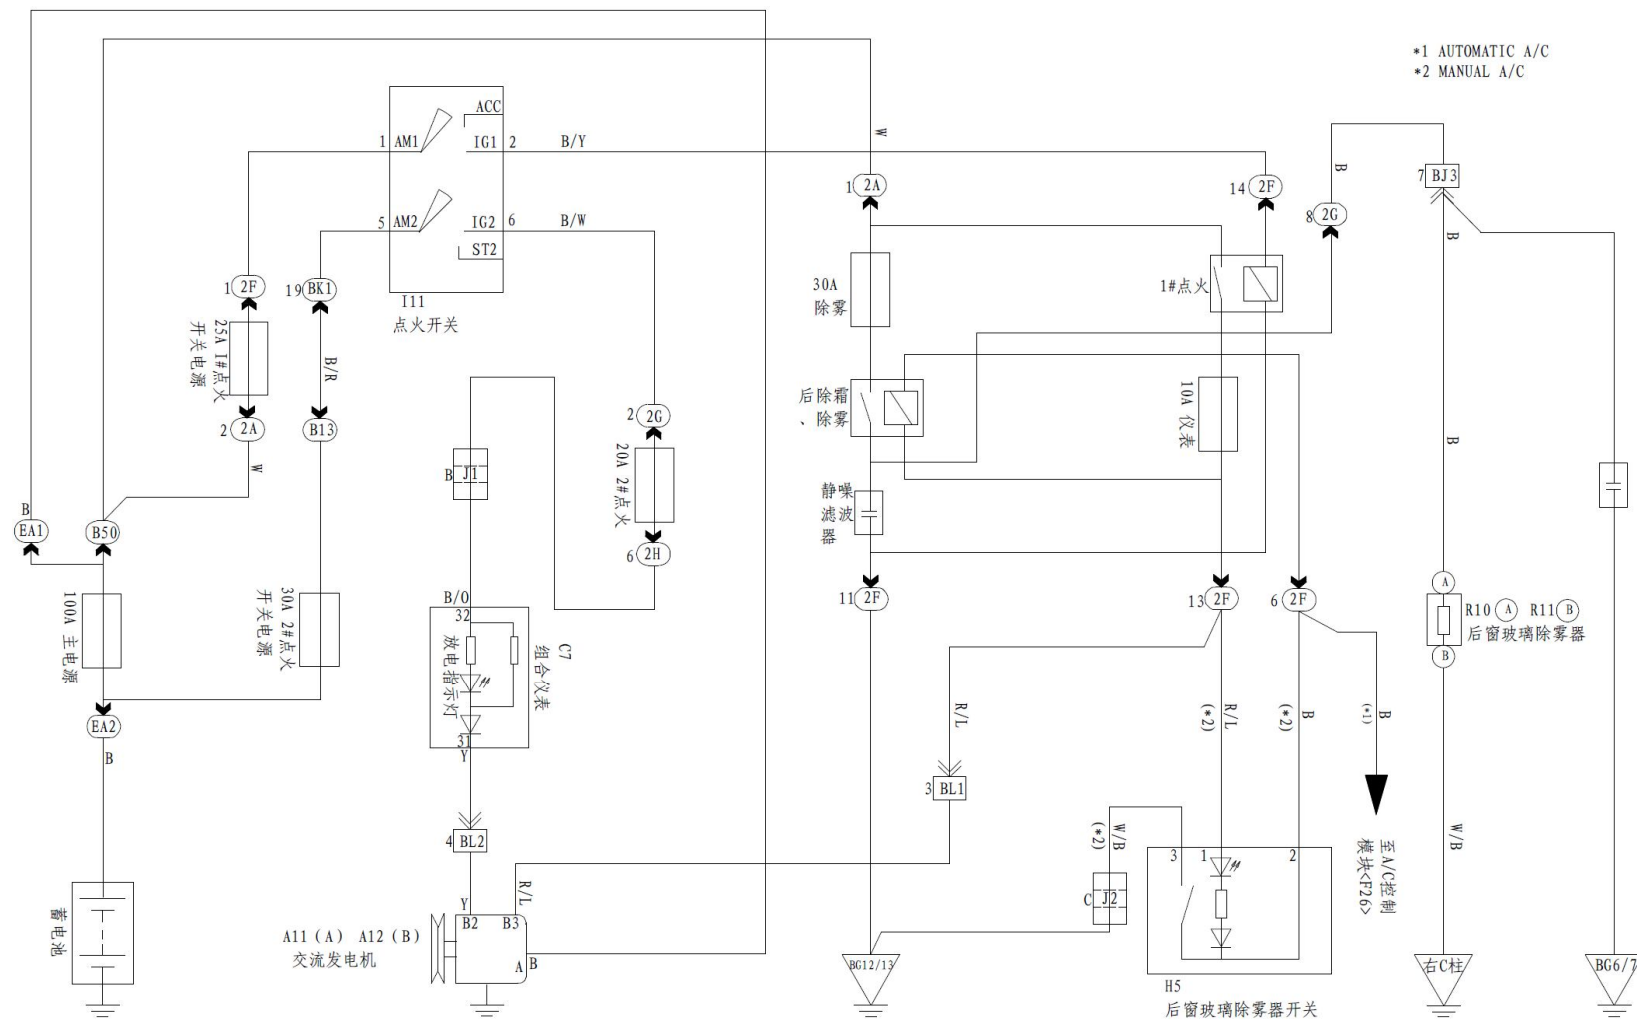 *1 AUTOMATIC A/C
*2 MANUAL A/C
ACC
1 AM1
IG1 2
B/Y
5 AM2
IG2 6
B/W
ST2
I11
点火开关
W
1 2A
14 2F
B
8 2G
7 BJ3
B
1 2F
19 BK1
25A 1#点火
开关电源
B/R
2 2A
B13
W
30A
除雾
1#点火
后除霜
、除雾
10A 仪表
2 2G
20A 2#点火
6 2H
B J1
静噪
滤波
器
B
B
EA1
B50
100A 主电源
30A 2#点火
开关电源
EA2
B
B/O
32
放电指示灯
C7
组合仪表
31
Y
11 2F
13 2F
6 2F
A
R10 A R11 B
后窗玻璃除雾器
B
R/L
R/L
(*2)
B
(*2)
B
(*1)
3 BL1
4 BL2
W/B
(*2)
W/B
3 1 2
至A/C控制
模块<F26>
C J2
蓄电池
Y
R/L
B2 B3
A B
A11 (A) A12 (B)
交流发电机
BG12/13
H5
后窗玻璃除雾器开关
右C柱
BG6/7